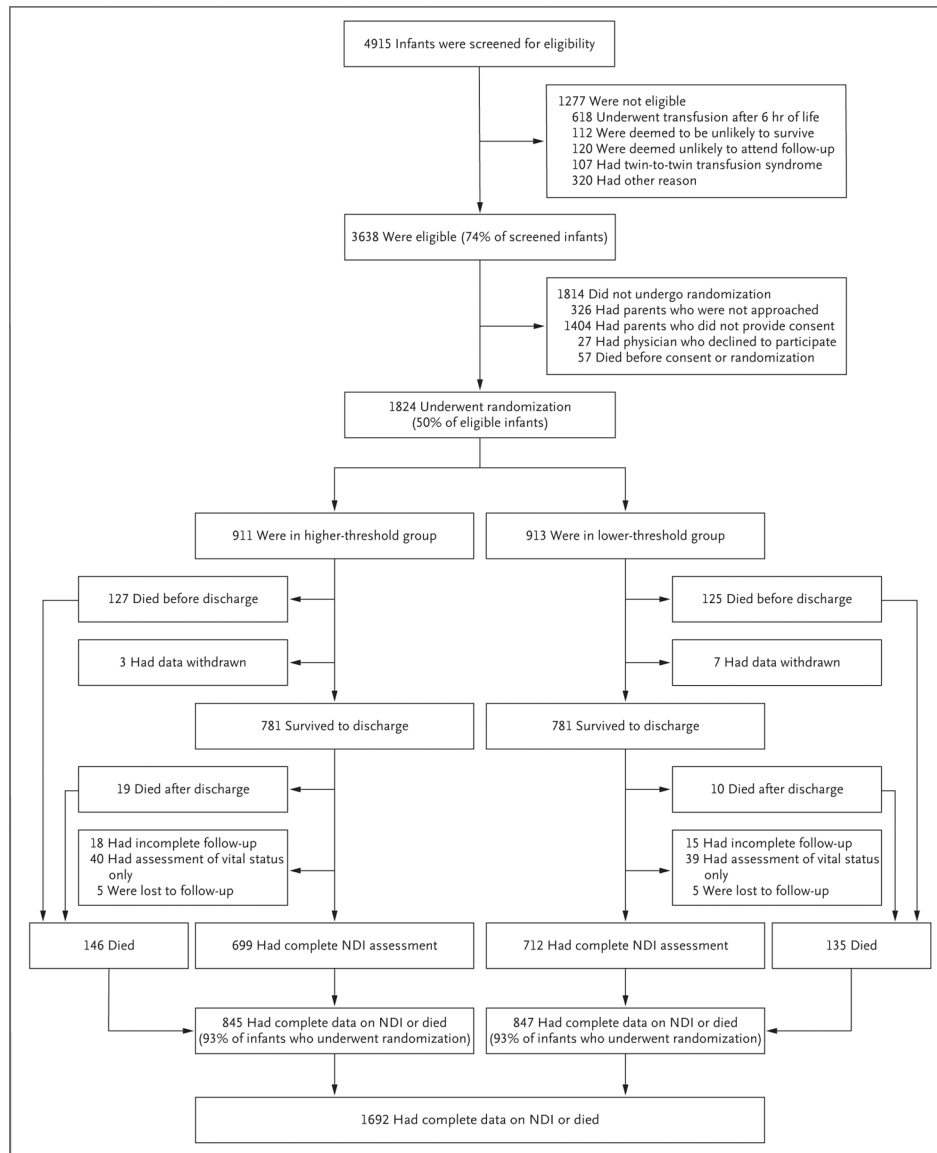 4915 Infants were screened for eligibility
1277 Were not eligible
618 Underwent transfusion after 6 hr of life
112 Were deemed to be unlikely to survive
120 Were deemed unlikely to attend follow-up
107 Had twin-to-twin transfusion syndrome
320 Had other reason
3638 Were eligible (74% of screened infants)
1814 Did not undergo randomization
326 Had parents who were not approached
1404 Had parents who did not provide consent
27 Had physician who declined to participate
57 Died before consent or randomization
1824 Underwent randomization
(50% of eligible infants)
911 Were in higher-threshold group
913 Were in lower-threshold group
127 Died before discharge
125 Died before discharge
3 Had data withdrawn
7 Had data withdrawn
781 Survived to discharge
781 Survived to discharge
19 Died after discharge
10 Died after discharge
18 Had incomplete follow-up
40 Had assessment of vital status
only
5 Were lost to follow-up
15 Had incomplete follow-up
39 Had assessment of vital status
only
5 Were lost to follow-up
146 Died
699 Had complete NDI assessment
712 Had complete NDI assessment
135 Died
845 Had complete data on NDI or died
(93% of infants who underwent randomization)
847 Had complete data on NDI or died
(93% of infants who underwent randomization)
1692 Had complete data on NDI or died